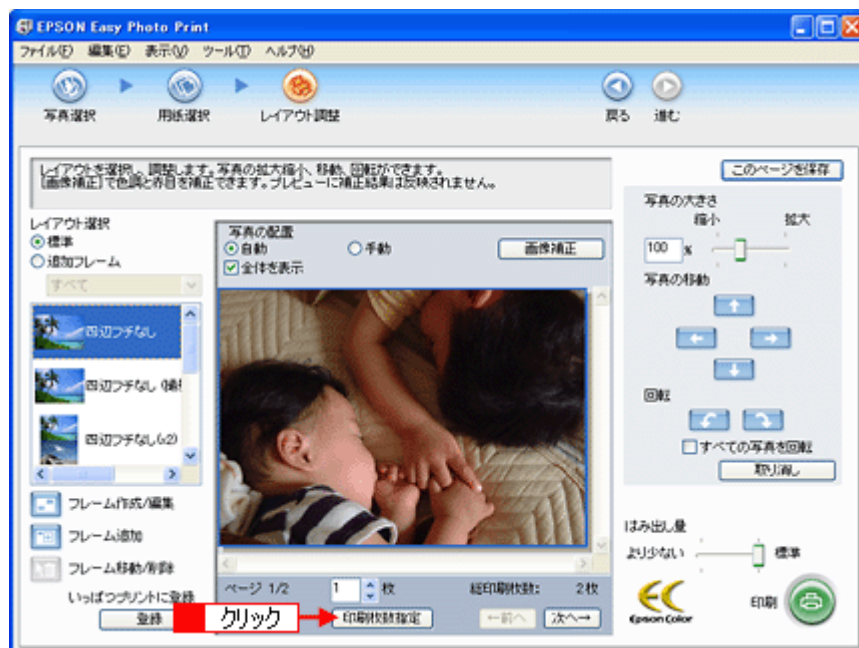 EPSON Easy Photo Print
ファイル(F) 編集(E) 表示(V) ツール(T) ヘルプ(H)
写真選択 用紙選択 レイアウト調整 戻る 進む
レイアウトを選択し、調整します。写真の拡大縮小、移動、回転ができます。
[画像補正]で色調と赤目を補正できます。プレビューに補正結果は反映されません。
このページを保存
レイアウト選択
標準
追加フレーム
すべて
四辺フチなし
四辺フチなし
四辺フチなし(x2)
フレーム作成/編集
フレーム追加
フレーム移動/削除
いっぱつプリントに登録
登録
写真の配置
自動 手動 画像補正
全体を表示
ページ 1/2 1 枚 総印刷枚数: 2枚
クリック
印刷枚数指定 ←前へ 次へ→
写真の大きさ
縮小 拡大
100 %
写真の移動
回転
すべての写真を回転
取り消し
はみ出し量
より少ない 標準
Epson Color
印刷